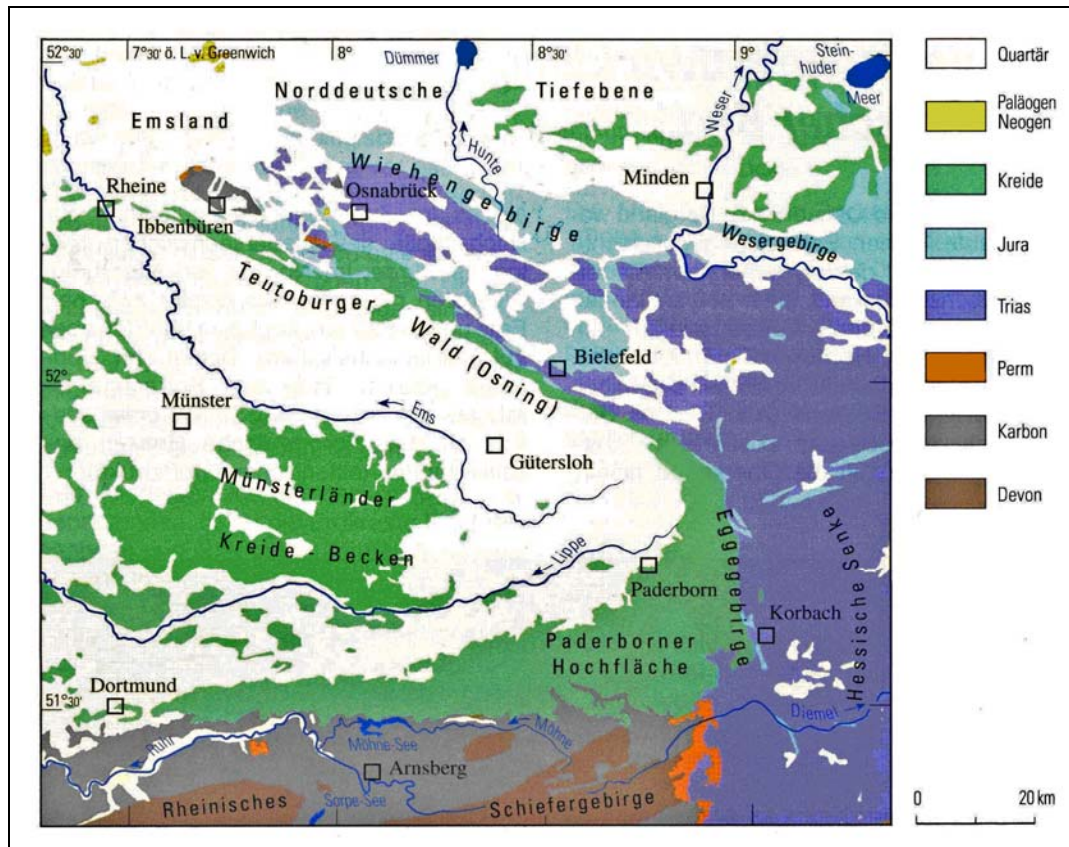 52°30'
7°30' ö. L. v. Greenwich
8°
8°30'
9°
Dümmer
Stein-
huder
Meer
Norddeutsche Tiefebene
Emsland
Weser
Hunte
Wiehengebirge
Rheine
Osnabrück
Minden
Ibbenbüren
Wesergebirge
Teutoburger
Wald (Osning)
Bielefeld
52°
Münster
Ems
Gütersloh
Münsterländer
Kreide - Becken
Lippe
Eggegebirge
Hessische Senke
Paderborn
Korbach
Paderborner
Hochfläche
Dortmund
51°30'
Diemel
Ruhr
Möhne-See
Möhne
Arnsberg
Rheinisches
Sorpe-See
Schiefergebirge
Quartär
Paläogen
Neogen
Kreide
Jura
Trias
Perm
Karbon
Devon
0 20 km